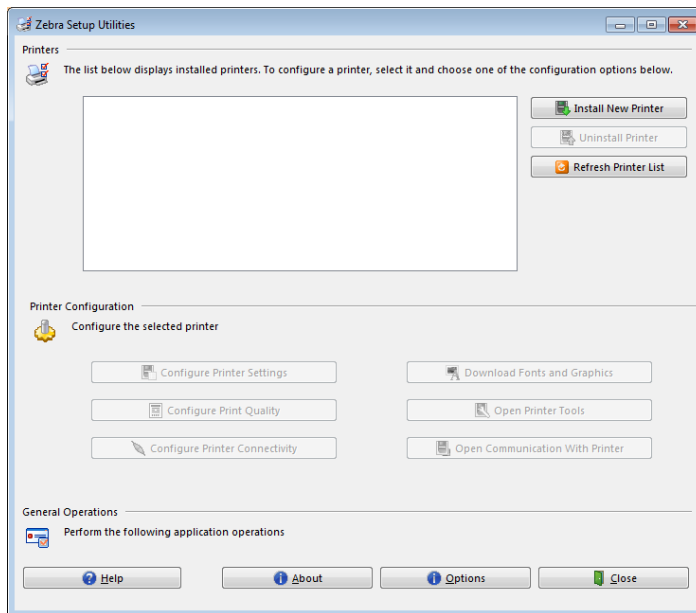 Zebra Setup Utilities
Printers
The list below displays installed printers. To configure a printer, select it and choose one of the configuration options below.
Install New Printer
Uninstall Printer
Refresh Printer List
Printer Configuration
Configure the selected printer
Configure Printer Settings
Download Fonts and Graphics
Configure Print Quality
Open Printer Tools
Configure Printer Connectivity
Open Communication With Printer
General Operations
Perform the following application operations
Help
About
Options
Close